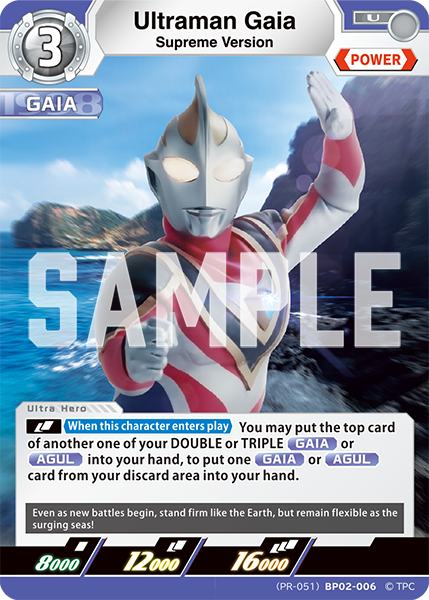 3
Ultraman Gaia
Supreme Version
U
POWER
1998
GAIA
SAMPLE
Ultra Hero
When this character enters play You may put the top card
of another one of your DOUBLE or TRIPLE GAIA or
AGUL into your hand, to put one GAIA or AGUL
card from your discard area into your hand.
Even as new battles begin, stand firm like the Earth, but remain flexible as the
surging seas!
8000 12000 16000
(PR-051) BP02-006 © TPC